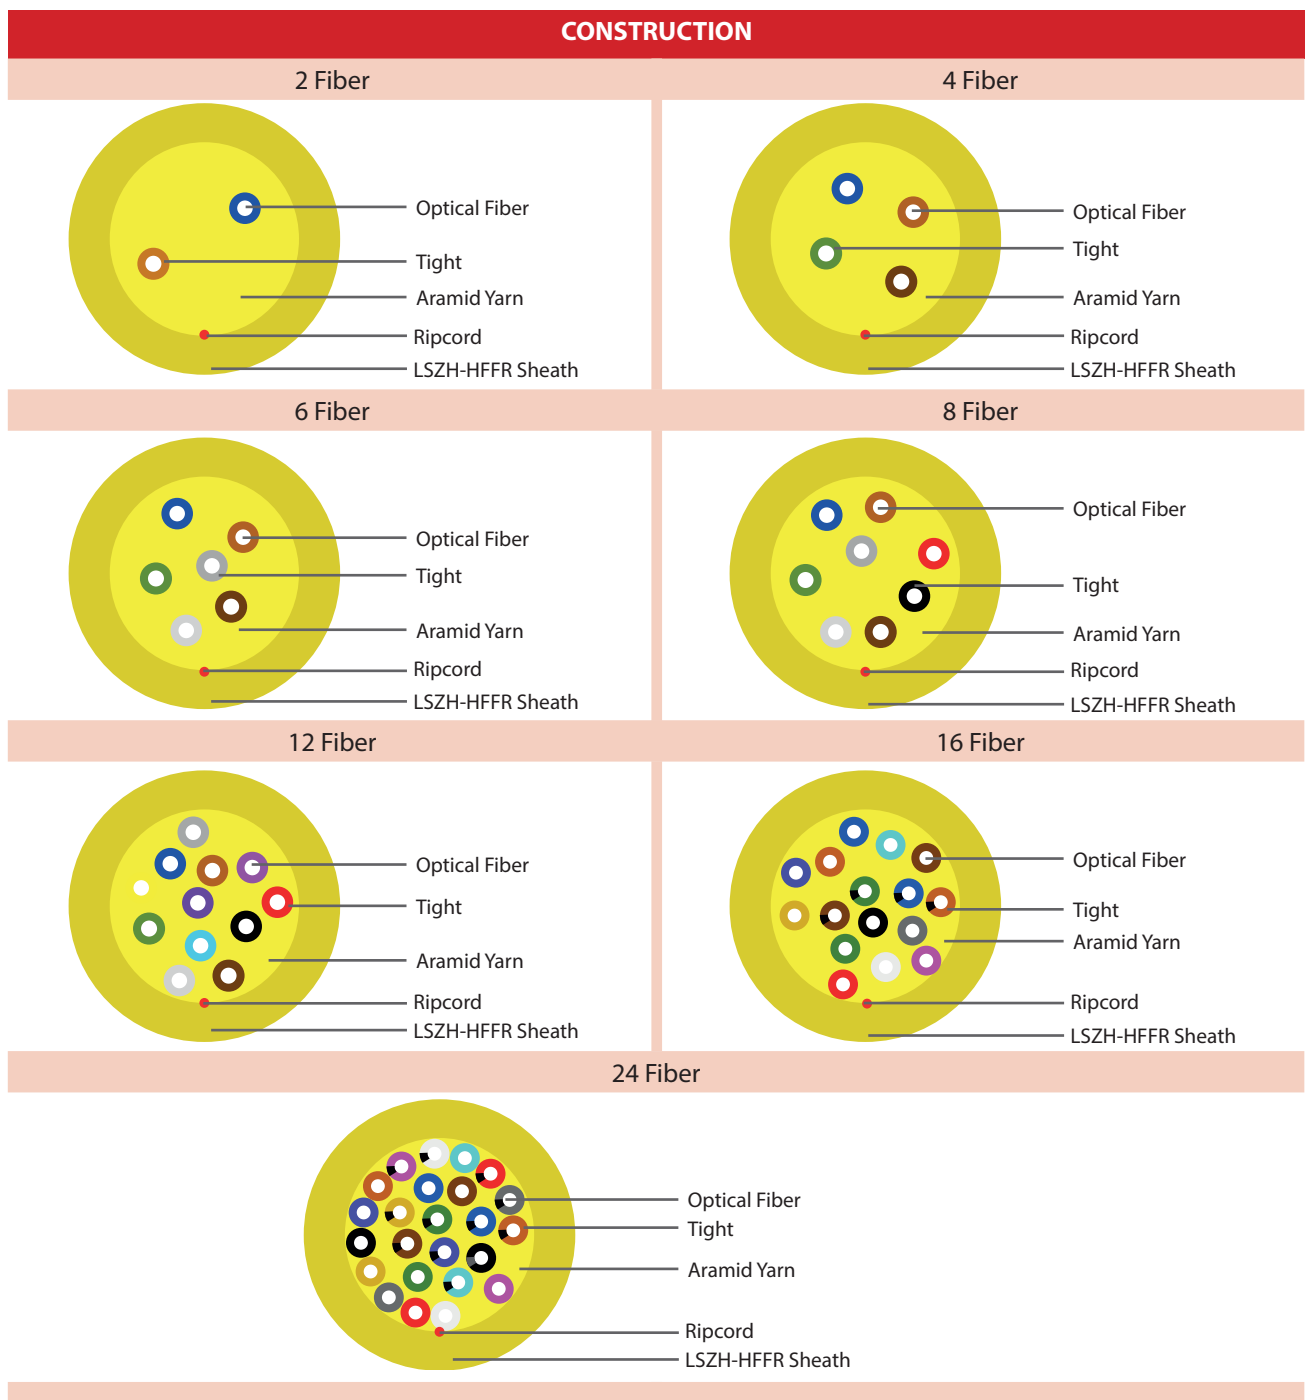 CONSTRUCTION
2 Fiber
4 Fiber
Optical Fiber
Tight
Aramid Yarn
Ripcord
LSZH-HFFR Sheath
Optical Fiber
Tight
Aramid Yarn
Ripcord
LSZH-HFFR Sheath
6 Fiber
8 Fiber
Optical Fiber
Tight
Aramid Yarn
Ripcord
LSZH-HFFR Sheath
Optical Fiber
Tight
Aramid Yarn
Ripcord
LSZH-HFFR Sheath
12 Fiber
16 Fiber
Optical Fiber
Tight
Aramid Yarn
Ripcord
LSZH-HFFR Sheath
Optical Fiber
Tight
Aramid Yarn
Ripcord
LSZH-HFFR Sheath
24 Fiber
Optical Fiber
Tight
Aramid Yarn
Ripcord
LSZH-HFFR Sheath